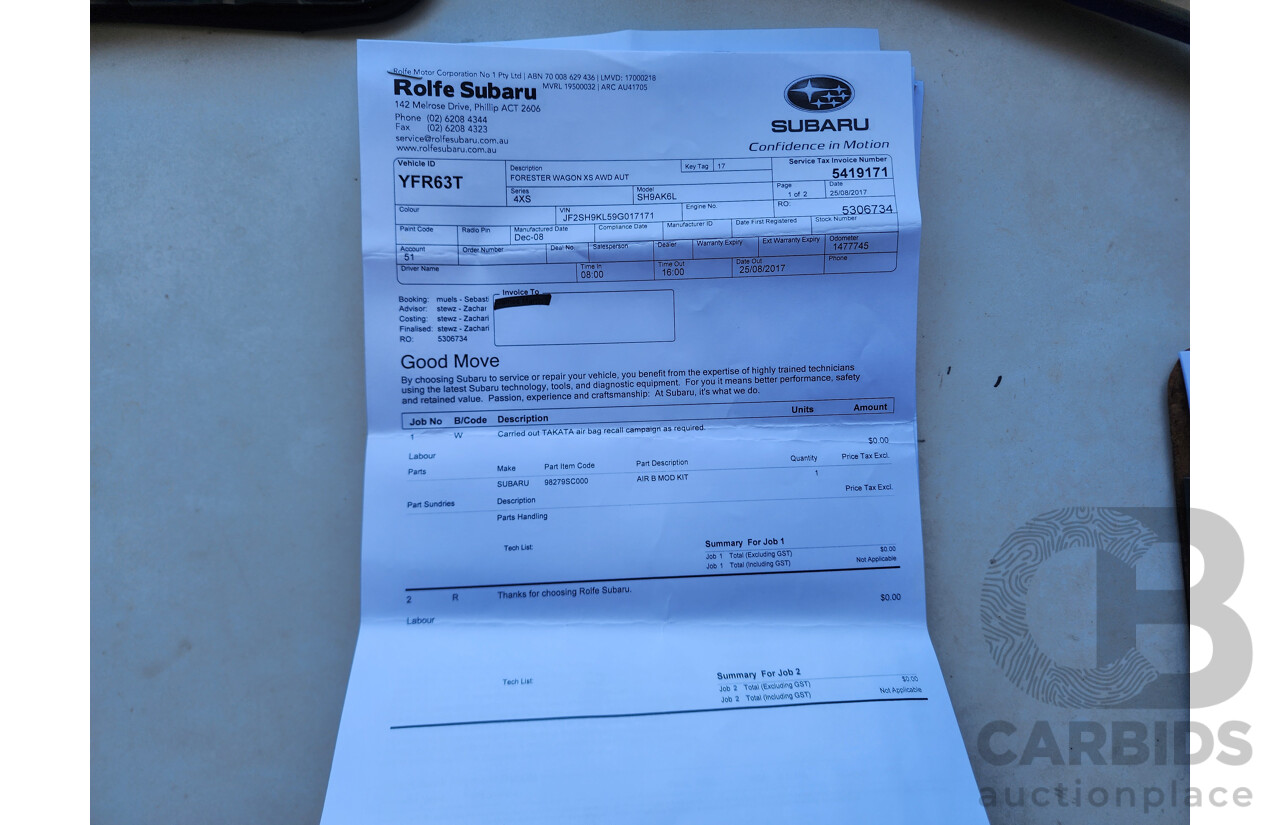 Rolfe Motor Corporation No 1 Pty Ltd | ABN 70 008 629 436 | LMVD: 17000218
Rolfe Subaru MVRL 19500032 | ARC AU41705
142 Melrose Drive, Phillip ACT 2606
Phone (02) 6208 4344
Fax (02) 6208 4323
service@rolfesubaru.com.au
www.rolfesubaru.com.au
SUBARU
Confidence in Motion
Vehicle ID
YFR63T
Description
FORESTER WAGON XS AWD AUT
Key Tag 17
Service Tax Invoice Number
5419171
Series
4XS
Model
SH9AK6L
Page
1 of 2
Date
25/08/2017
Colour
VIN
JF2SH9KL59G017171
Engine No.
RO:
5306734
Paint Code
Radio Pin
Manufactured Date
Dec-08
Compliance Date
Manufacturer ID
Date First Registered
Stock Number
Account
51
Order Number
Deal No.
Salesperson
Dealer
Warranty Expiry
Ext Warranty Expiry
Odometer
1477745
Driver Name
Time In
08:00
Time Out
16:00
Date Out
25/08/2017
Phone
Booking: muels - Sebasti
Advisor: stewz - Zachar
Costing: stewz - Zachari
Finalised: stewz - Zachari
RO: 5306734
Invoice To
Good Move
By choosing Subaru to service or repair your vehicle, you benefit from the expertise of highly trained technicians
using the latest Subaru technology, tools, and diagnostic equipment. For you it means better performance, safety
and retained value. Passion, experience and craftsmanship: At Subaru, it's what we do.
Job No B/Code Description Units Amount
1 W Carried out TAKATA air bag recall campaign as required.
Labour $0.00
Parts Make Part Item Code Part Description Quantity Price Tax Excl.
SUBARU 98279SC000 AIR B MOD KIT 1
Part Sundries Description Price Tax Excl.
Parts Handling
Tech List:
Summary For Job 1
Job 1 Total (Excluding GST) $0.00
Job 1 Total (Including GST) Not Applicable
2 R Thanks for choosing Rolfe Subaru.
Labour $0.00
Tech List:
Summary For Job 2
Job 2 Total (Excluding GST) $0.00
Job 2 Total (Including GST) Not Applicable
CB
CARBIDS
auctionplace